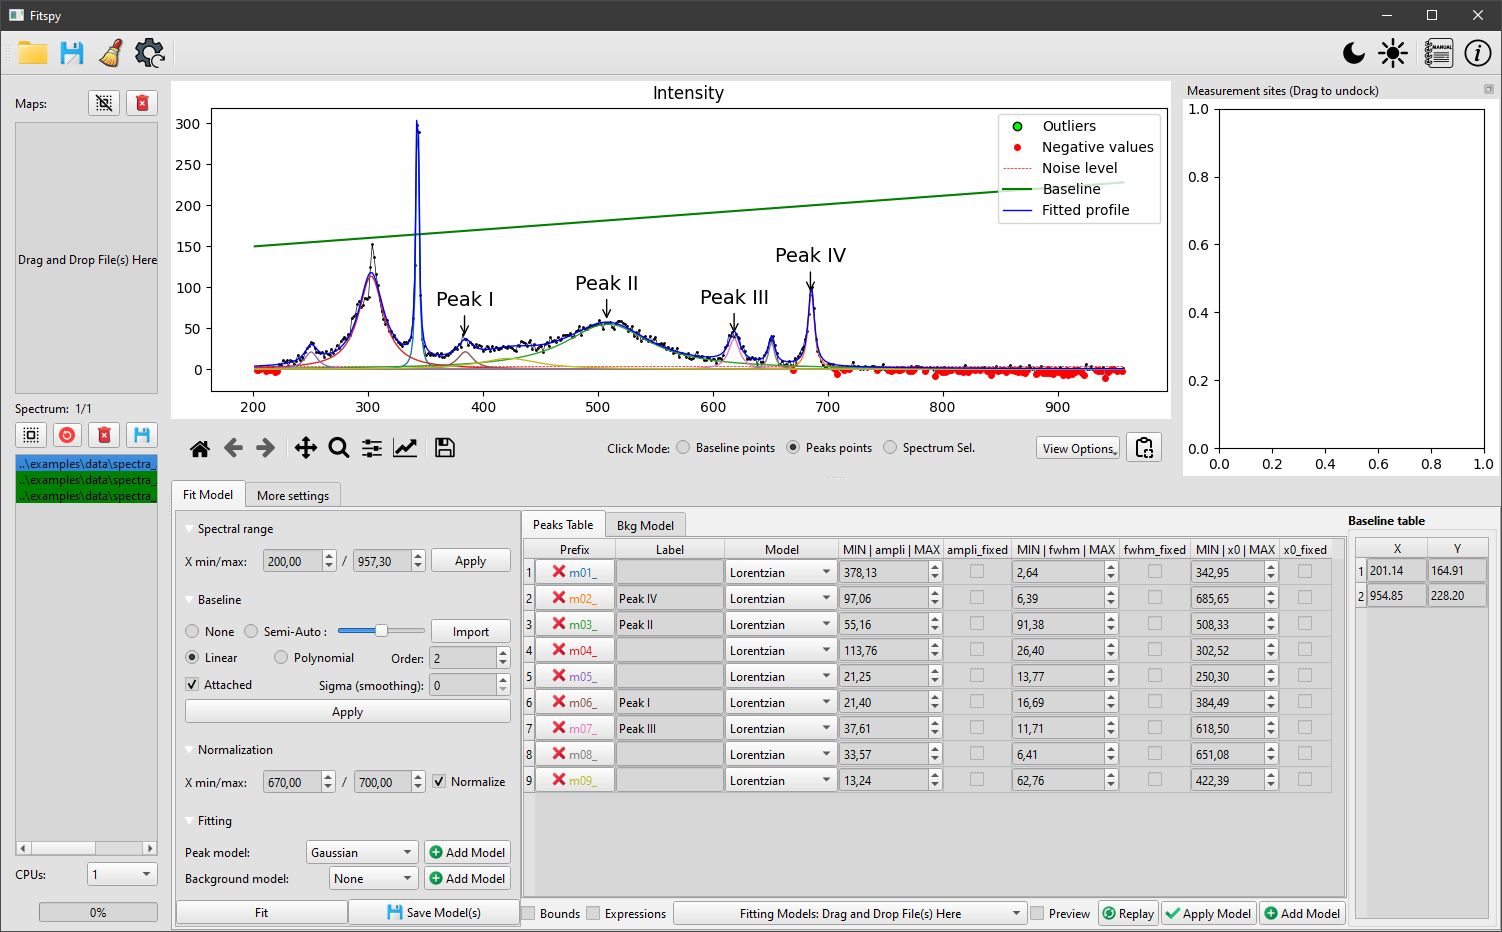 Fitspy
MANUAL
Maps:
Drag and Drop File(s) Here
Spectrum: 1/1
..\examples\data\spectra_
..\examples\data\spectra_
..\examples\data\spectra_
CPUs:
1
0%
Intensity
300
250
200
150
100
50
0
200
300
400
500
600
700
800
900
Peak I
Peak II
Peak III
Peak IV
Outliers
Negative values
Noise level
Baseline
Fitted profile
Click Mode:
Baseline points
Peaks points
Spectrum Sel.
View Options
Measurement sites (Drag to undock)
1.0
0.8
0.6
0.4
0.2
0.0
0.0 0.2 0.4 0.6 0.8 1.0
Fit Model
More settings
Spectral range
X min/max: 200,00 / 957,30 Apply
Baseline
None Semi-Auto : Import
Linear Polynomial Order: 2
Attached Sigma (smoothing): 0
Apply
Normalization
X min/max: 670,00 / 700,00 Normalize
Fitting
Peak model: Gaussian Add Model
Background model: None Add Model
Fit Save Model(s)
Peaks Table
Bkg Model
Prefix Label Model MIN | ampli | MAX ampli_fixed MIN | fwhm | MAX fwhm_fixed MIN | x0 | MAX x0_fixed
1 m01_ Lorentzian 378,13 2,64 342,95
2 m02_ Peak IV Lorentzian 97,06 6,39 685,65
3 m03_ Peak II Lorentzian 55,16 91,38 508,33
4 m04_ Lorentzian 113,76 26,40 302,52
5 m05_ Lorentzian 21,25 13,77 250,30
6 m06_ Peak I Lorentzian 21,40 16,69 384,49
7 m07_ Peak III Lorentzian 37,61 11,71 618,50
8 m08_ Lorentzian 33,57 6,41 651,08
9 m09_ Lorentzian 13,24 62,76 422,39
Bounds Expressions Fitting Models: Drag and Drop File(s) Here Preview Replay Apply Model Add Model
Baseline table
X Y
1 201.14 164.91
2 954.85 228.20